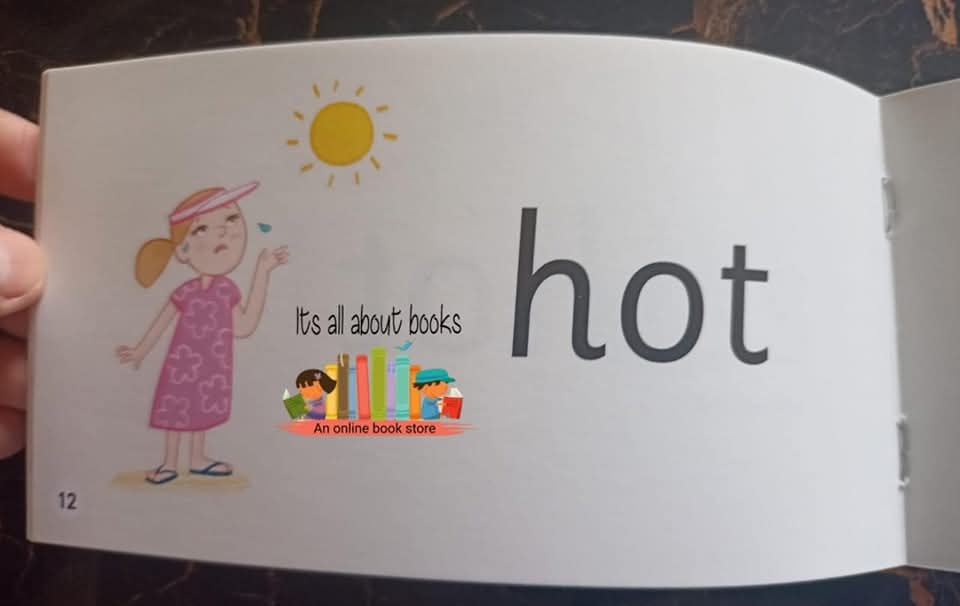 hot
Its all about books
An online book store
12